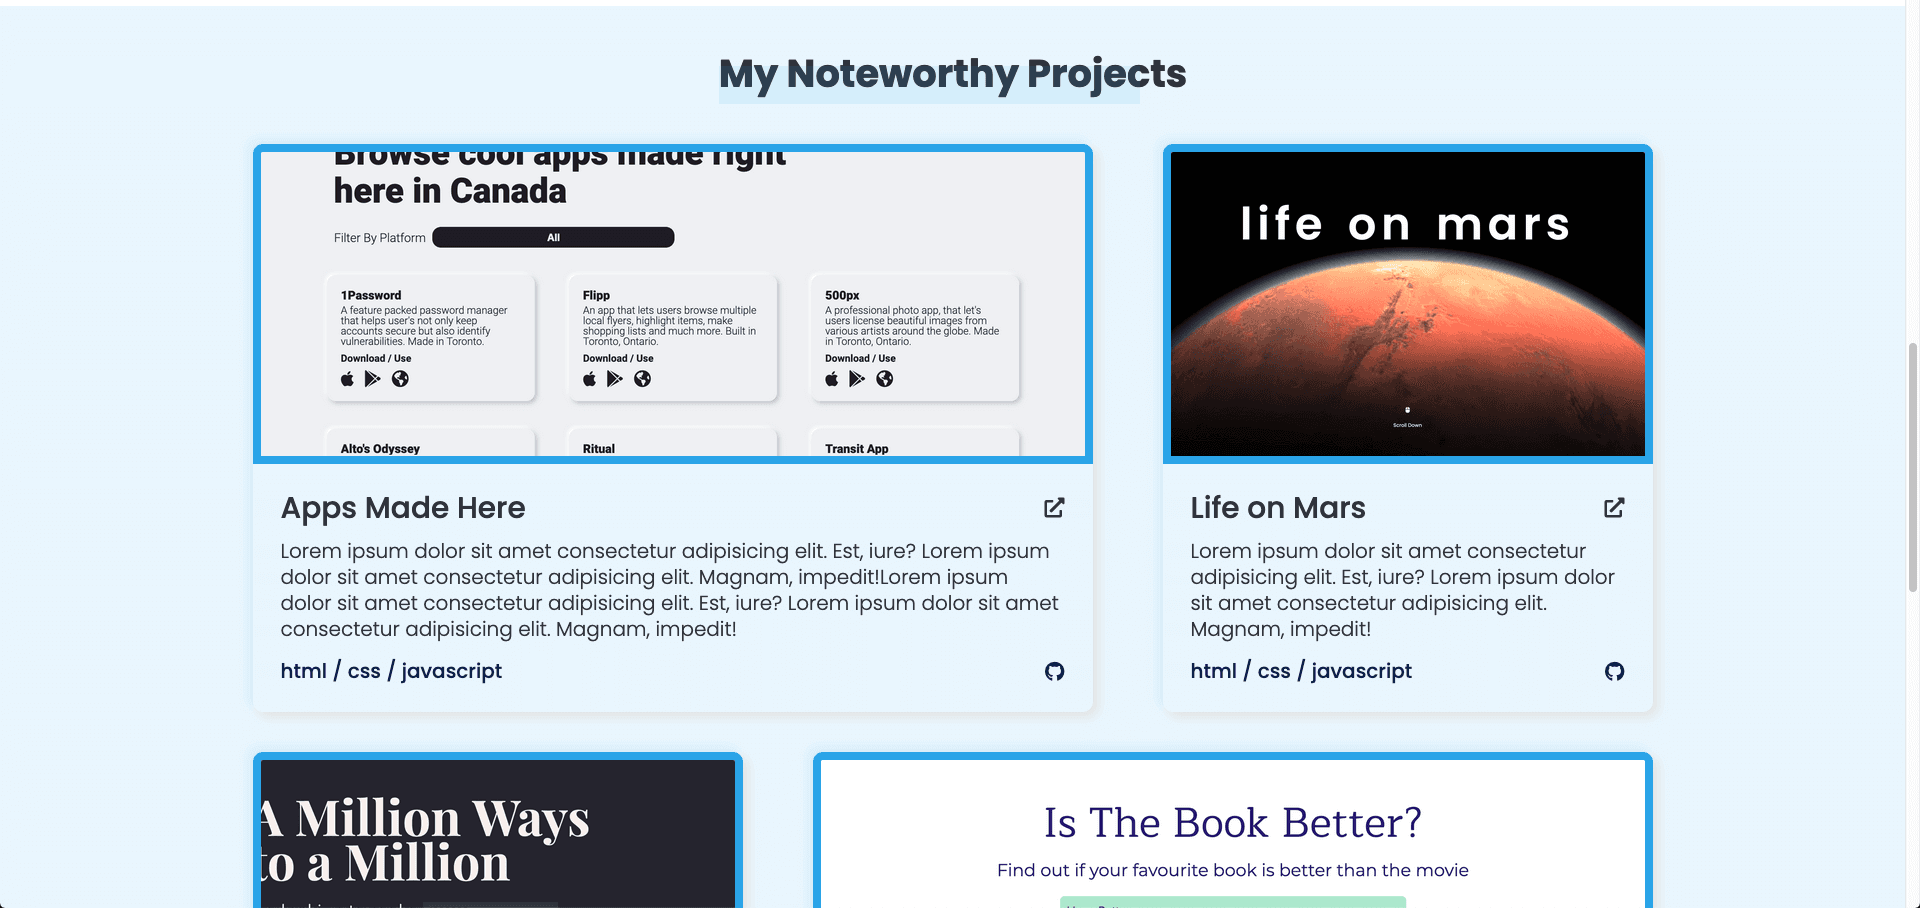 My Noteworthy Projects
Browse cool apps made right
here in Canada
Filter By Platform
All
1Password
A feature packed password manager
that helps user's not only keep
accounts secure but also identify
vulnerabilities. Made in Toronto.
Download / Use
Flipp
An app that lets users browse multiple
local flyers, highlight items, make
shopping lists and much more. Built in
Toronto, Ontario.
Download / Use
500px
A professional photo app, that let's
users license beautiful images from
various artists around the globe. Made
in Toronto, Ontario.
Download / Use
Alto's Odyssey
Ritual
Transit App
life on mars
Scroll Down
Apps Made Here
Lorem ipsum dolor sit amet consectetur adipisicing elit. Est, iure? Lorem ipsum
dolor sit amet consectetur adipisicing elit. Magnam, impedit!Lorem ipsum
dolor sit amet consectetur adipisicing elit. Est, iure? Lorem ipsum dolor sit amet
consectetur adipisicing elit. Magnam, impedit!
html / css / javascript
Life on Mars
Lorem ipsum dolor sit amet consectetur
adipisicing elit. Est, iure? Lorem ipsum dolor
sit amet consectetur adipisicing elit.
Magnam, impedit!
html / css / javascript
A Million Ways
to a Million
Is The Book Better?
Find out if your favourite book is better than the movie